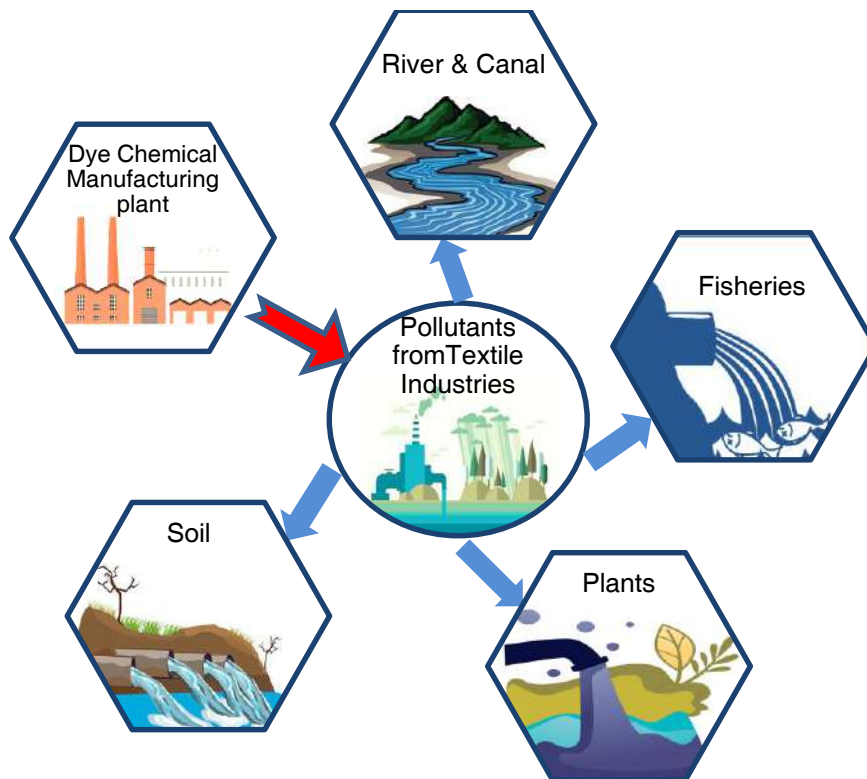 River & Canal
Dye Chemical
Manufacturing
plant
Fisheries
Pollutants
fromTextile
Industries
Soil
Plants